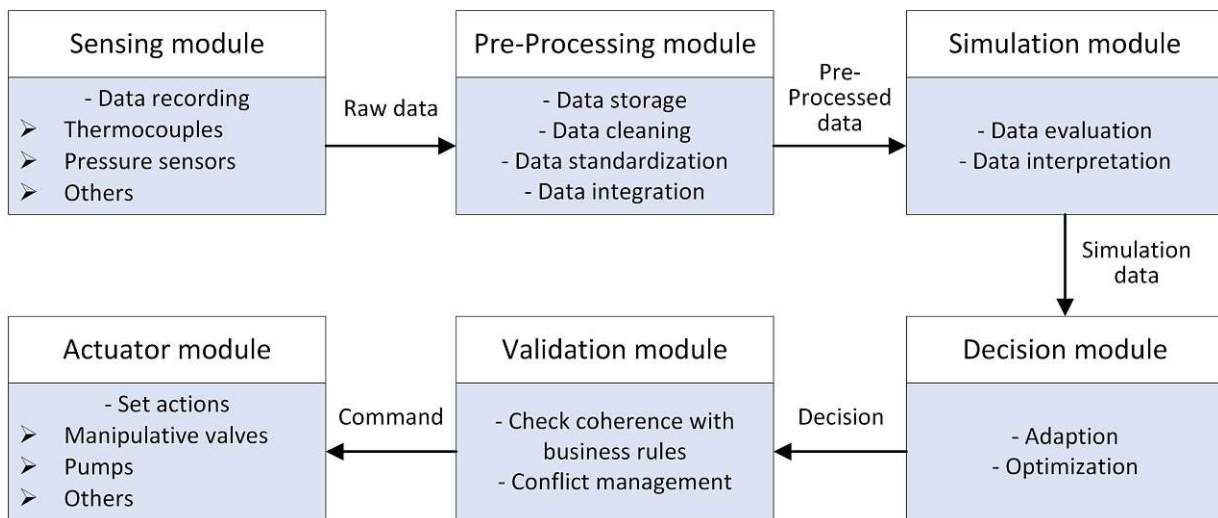 Sensing module
- Data recording
➢ Thermocouples
➢ Pressure sensors
➢ Others
Raw data
Pre-Processing module
- Data storage
- Data cleaning
- Data standardization
- Data integration
Pre-
Processed
data
Simulation module
- Data evaluation
- Data interpretation
Simulation
data
Decision module
- Adaption
- Optimization
Decision
Validation module
- Check coherence with
business rules
- Conflict management
Command
Actuator module
- Set actions
➢ Manipulative valves
➢ Pumps
➢ Others